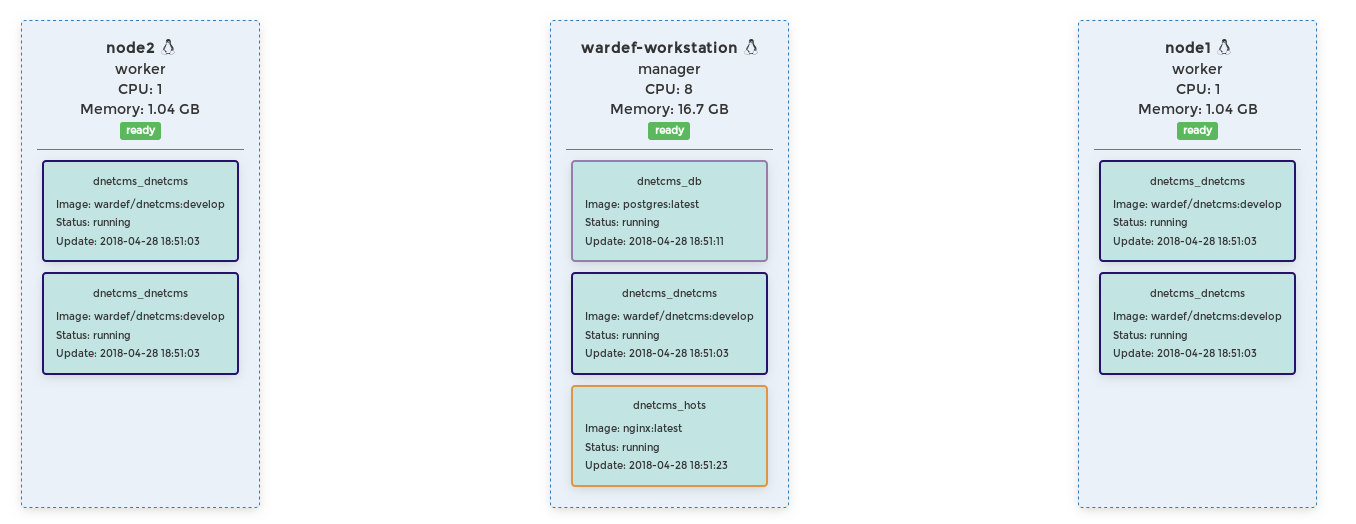 node2
worker
CPU: 1
Memory: 1.04 GB
ready
dnetcms_dnetcms
Image: wardef/dnetcms:develop
Status: running
Update: 2018-04-28 18:51:03
dnetcms_dnetcms
Image: wardef/dnetcms:develop
Status: running
Update: 2018-04-28 18:51:03
wardef-workstation
manager
CPU: 8
Memory: 16.7 GB
ready
dnetcms_db
Image: postgres:latest
Status: running
Update: 2018-04-28 18:51:11
dnetcms_dnetcms
Image: wardef/dnetcms:develop
Status: running
Update: 2018-04-28 18:51:03
dnetcms_hots
Image: nginx:latest
Status: running
Update: 2018-04-28 18:51:23
node1
worker
CPU: 1
Memory: 1.04 GB
ready
dnetcms_dnetcms
Image: wardef/dnetcms:develop
Status: running
Update: 2018-04-28 18:51:03
dnetcms_dnetcms
Image: wardef/dnetcms:develop
Status: running
Update: 2018-04-28 18:51:03